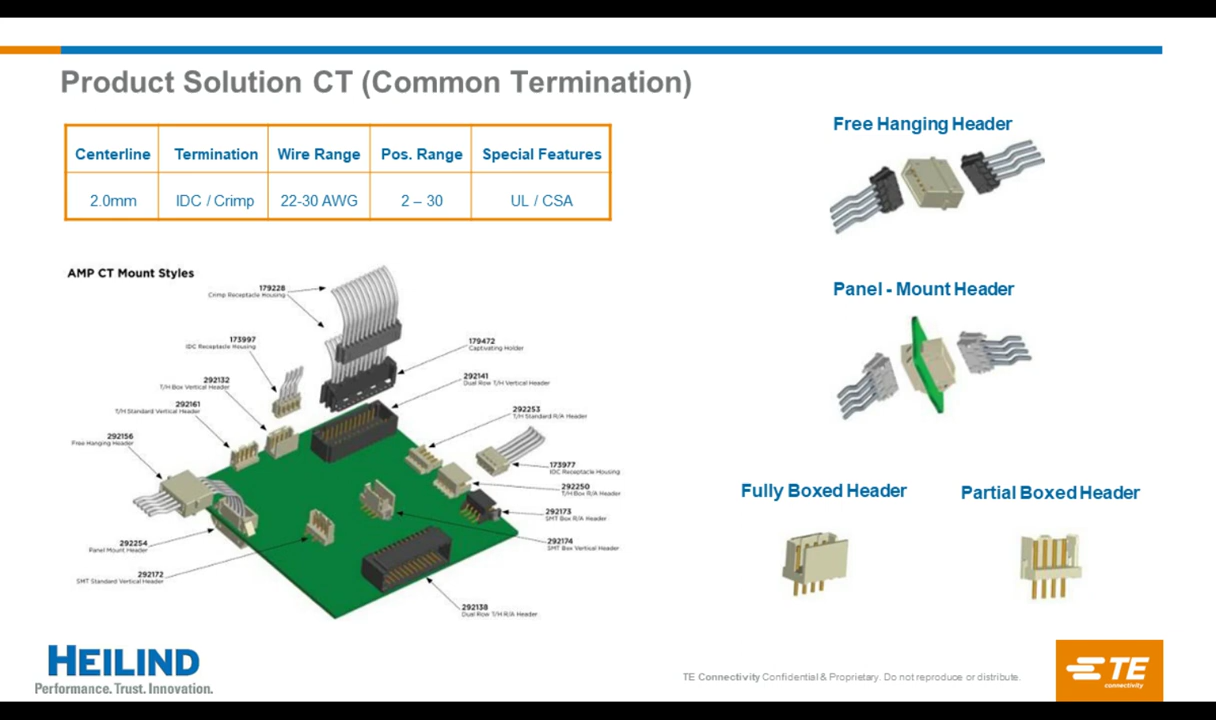 Product Solution CT (Common Termination)
Centerline Termination Wire Range Pos. Range Special Features
2.0mm IDC / Crimp 22-30 AWG 2 – 30 UL / CSA
AMP CT Mount Styles
179228
Crimp Receptacle Housing
173997
IDC Receptacle Housing
292132
T/H Box Vertical Header
292161
T/H Standard Vertical Header
292156
Free Hanging Header
292254
Panel Mount Header
292172
SMT Standard Vertical Header
179472
Captivating Holder
292141
Dual Row T/H Vertical Header
292253
T/H Standard R/A Header
173977
IDC Receptacle Housing
292250
T/H Box R/A Header
292173
SMT Box R/A Header
292174
SMT Box Vertical Header
292138
Dual Row T/H R/A Header
Free Hanging Header
Panel - Mount Header
Fully Boxed Header
Partial Boxed Header
HEILIND
Performance. Trust. Innovation.
TE Connectivity Confidential & Proprietary. Do not reproduce or distribute.
TE
connectivity